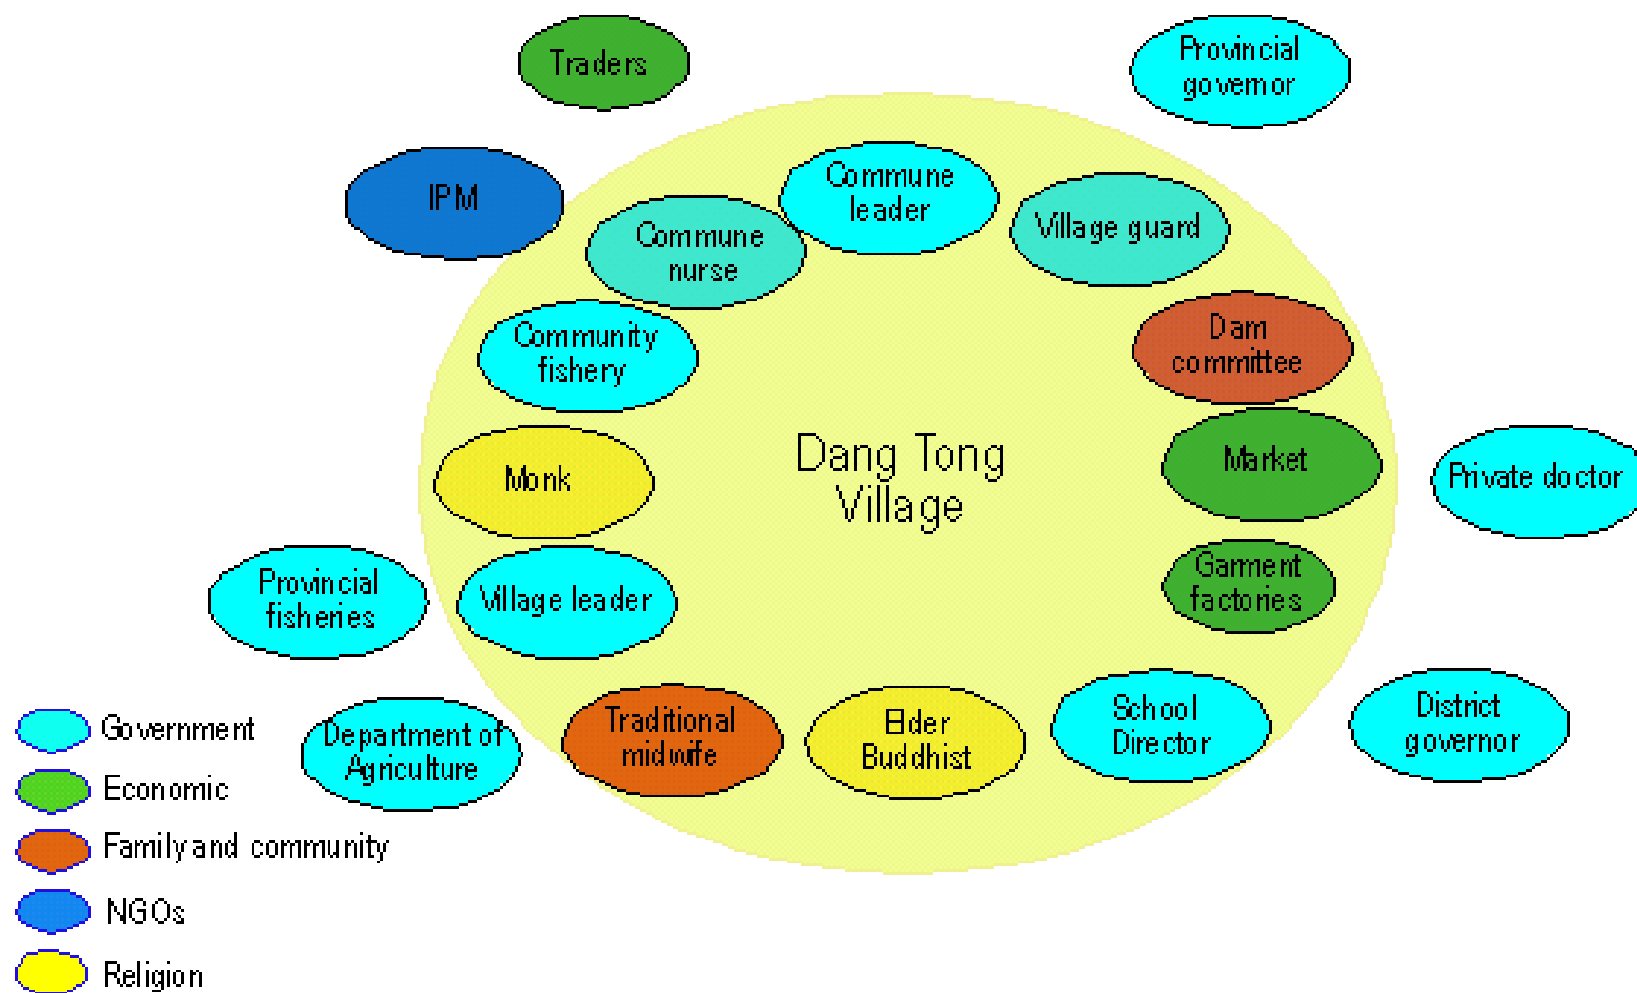 Traders
Provincial
governor
IPM
Commune
leader
Village guard
Commune
nurse
Community
fishery
Dam
committee
Monk
Dang Tong
Village
Market
Private doctor
Provincial
fisheries
Village leader
Garment
factories
Department of
Agriculture
Traditional
midwife
Elder
Buddhist
School
Director
District
governor
Government
Economic
Family and community
NGOs
Religion